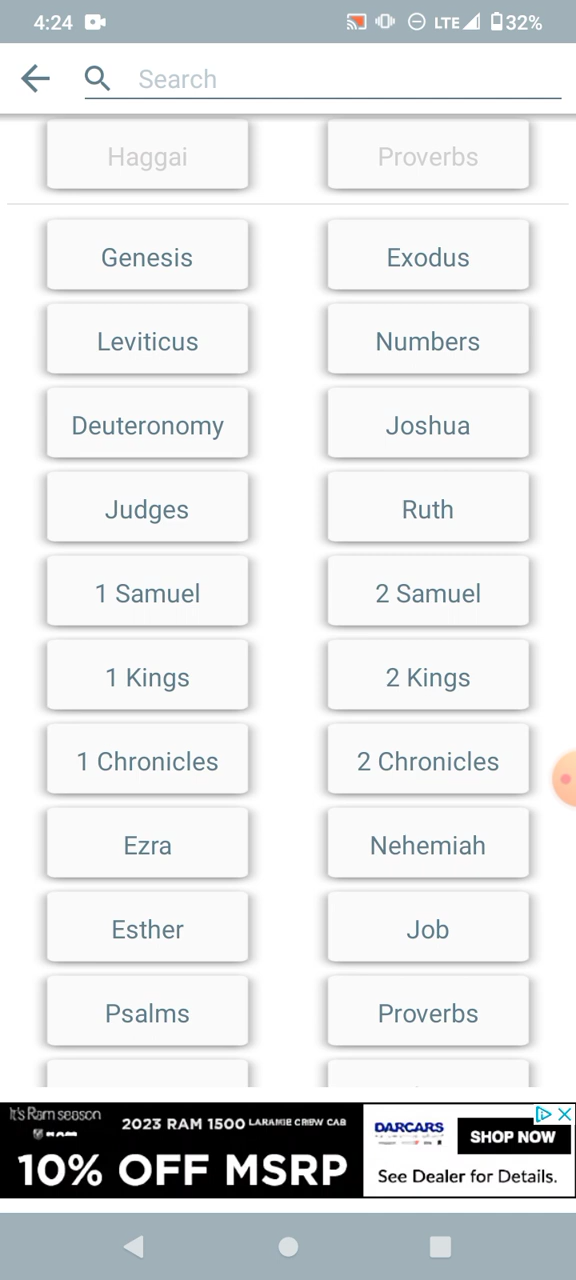 4:24 LTE 32%
Search
Haggai Proverbs
Genesis Exodus
Leviticus Numbers
Deuteronomy Joshua
Judges Ruth
1 Samuel 2 Samuel
1 Kings 2 Kings
1 Chronicles 2 Chronicles
Ezra Nehemiah
Esther Job
Psalms Proverbs
It's Ram season
RAM
2023 RAM 1500 LARAMIE CREW CAB
10% OFF MSRP
DARCARS
SHOP NOW
See Dealer for Details.